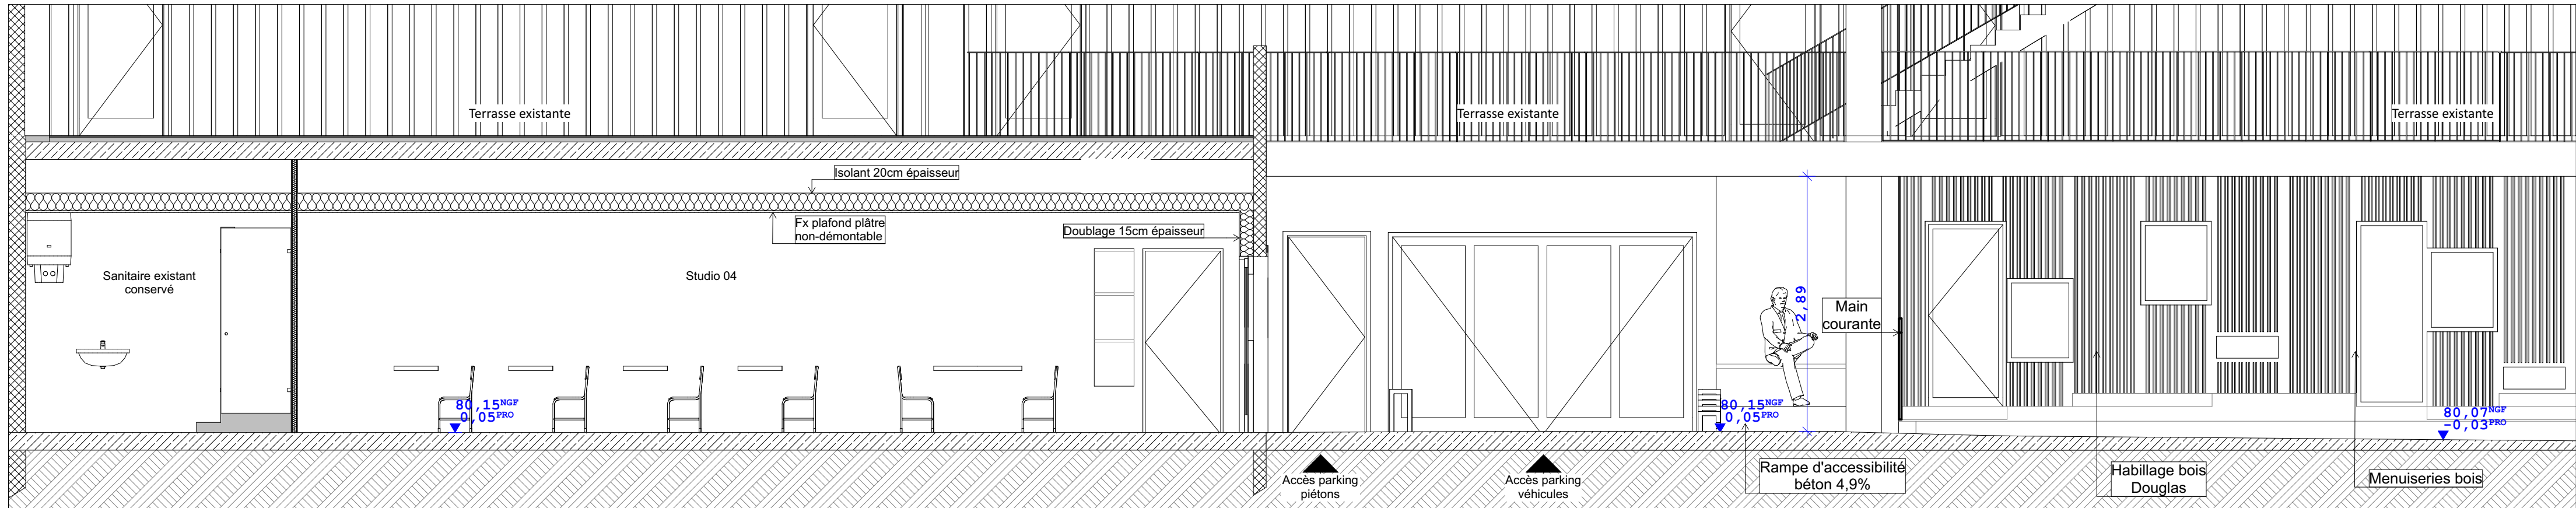 Terrasse existante
Terrasse existante
Terrasse existante
Isolant 20cm épaisseur
Fx plafond plâtre
non-démontable
Doublage 15cm épaisseur
Sanitaire existant
conservé
Studio 04
2,89
Main
courante
80,15NGF
0,05PRO
80,15NGF
0,05PRO
80,07NGF
-0,03PRO
Accès parking
piétons
Accès parking
véhicules
Rampe d'accessibilité
béton 4,9%
Habillage bois
Douglas
Menuiseries bois